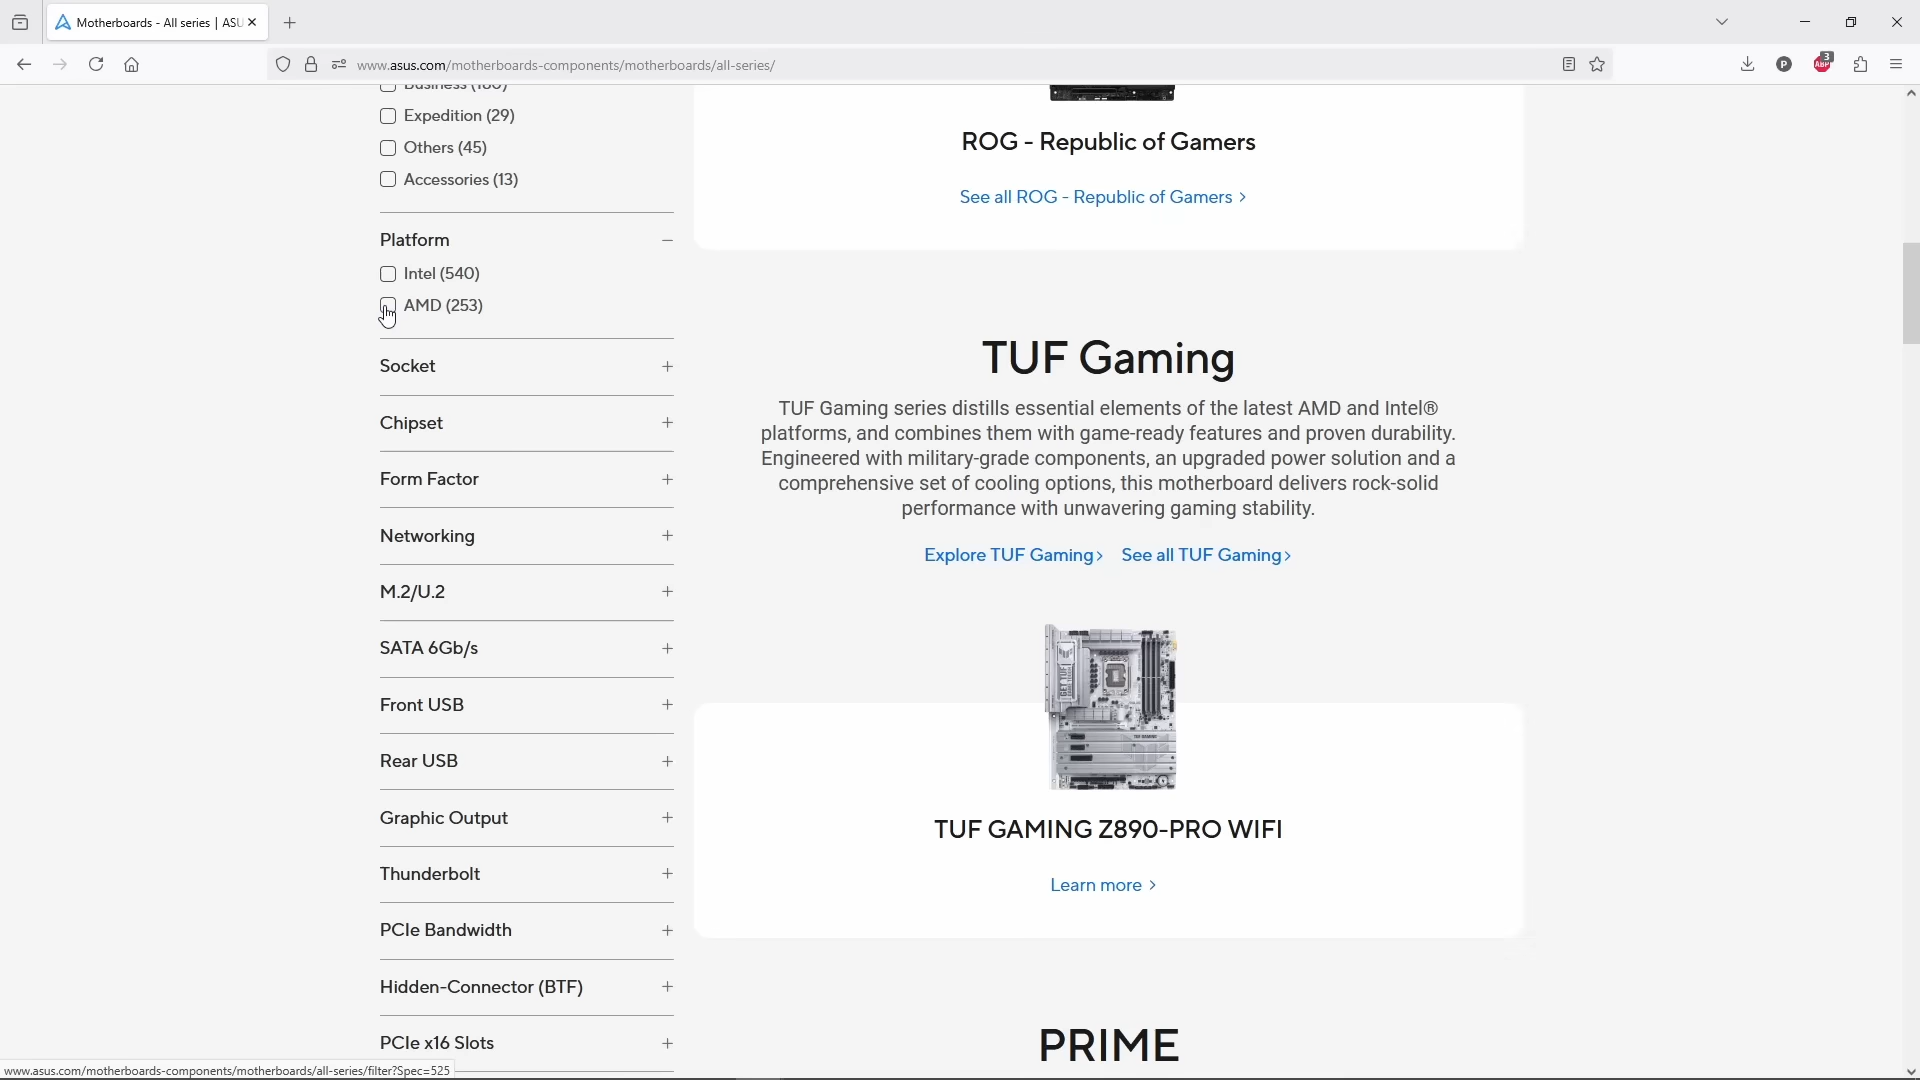 Motherboards - All series | ASU
www.asus.com/motherboards-components/motherboards/all-series/
P
ABP
3
Business (180)
Expedition (29)
Others (45)
Accessories (13)
Platform
Intel (540)
AMD (253)
Socket
Chipset
Form Factor
Networking
M.2/U.2
SATA 6Gb/s
Front USB
Rear USB
Graphic Output
Thunderbolt
PCIe Bandwidth
Hidden-Connector (BTF)
PCIe x16 Slots
ROG - Republic of Gamers
See all ROG - Republic of Gamers
TUF Gaming
TUF Gaming series distills essential elements of the latest AMD and Intel®
platforms, and combines them with game-ready features and proven durability.
Engineered with military-grade components, an upgraded power solution and a
comprehensive set of cooling options, this motherboard delivers rock-solid
performance with unwavering gaming stability.
Explore TUF Gaming See all TUF Gaming
TUF GAMING Z890-PRO WIFI
Learn more
PRIME
www.asus.com/motherboards-components/motherboards/all-series/filter?Spec=525